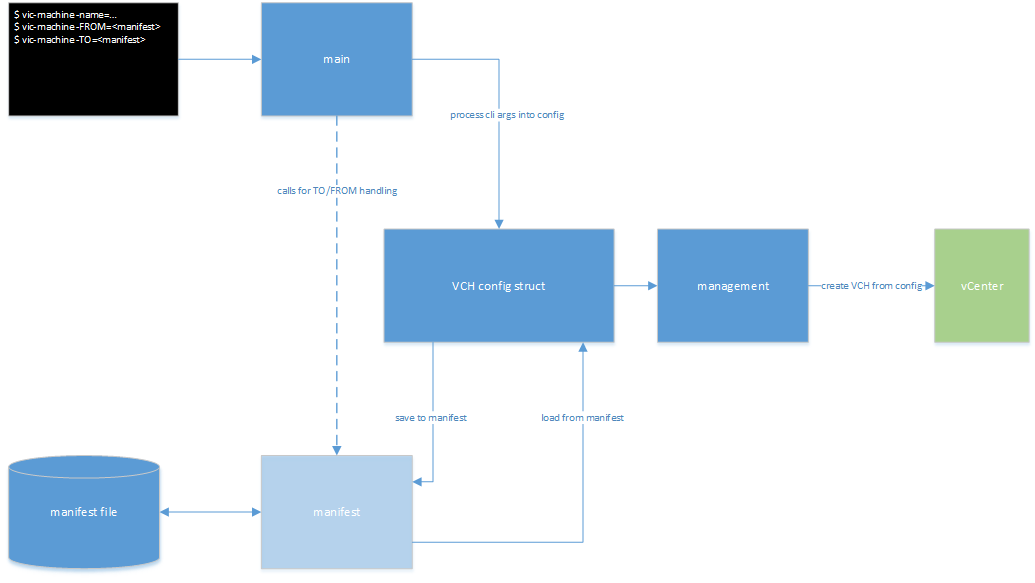 $ vic-machine -name=...
$ vic-machine -FROM=<manifest>
$ vic-machine -TO=<manifest>
main
process cli args into config
calls for TO/FROM handling
VCH config struct
management
create VCH from config
vCenter
save to manifest
load from manifest
manifest file
manifest